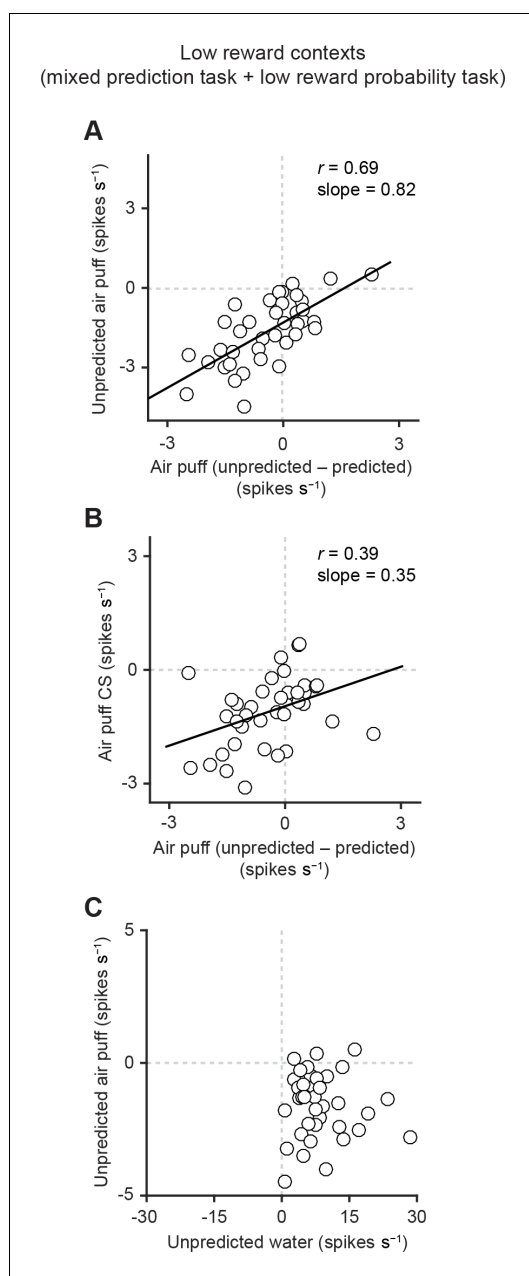 Low reward contexts
(mixed prediction task + low reward probability task)
A
r = 0.69
slope = 0.82
Unpredicted air puff (spikes s⁻¹)
3
0
-3
-3 0 3
Air puff (unpredicted – predicted)
(spikes s⁻¹)
B
r = 0.39
slope = 0.35
Air puff CS (spikes s⁻¹)
3
0
-3
-3 0 3
Air puff (unpredicted – predicted)
(spikes s⁻¹)
C
Unpredicted air puff (spikes s⁻¹)
5
0
-5
-30 -15 0 15 30
Unpredicted water (spikes s⁻¹)